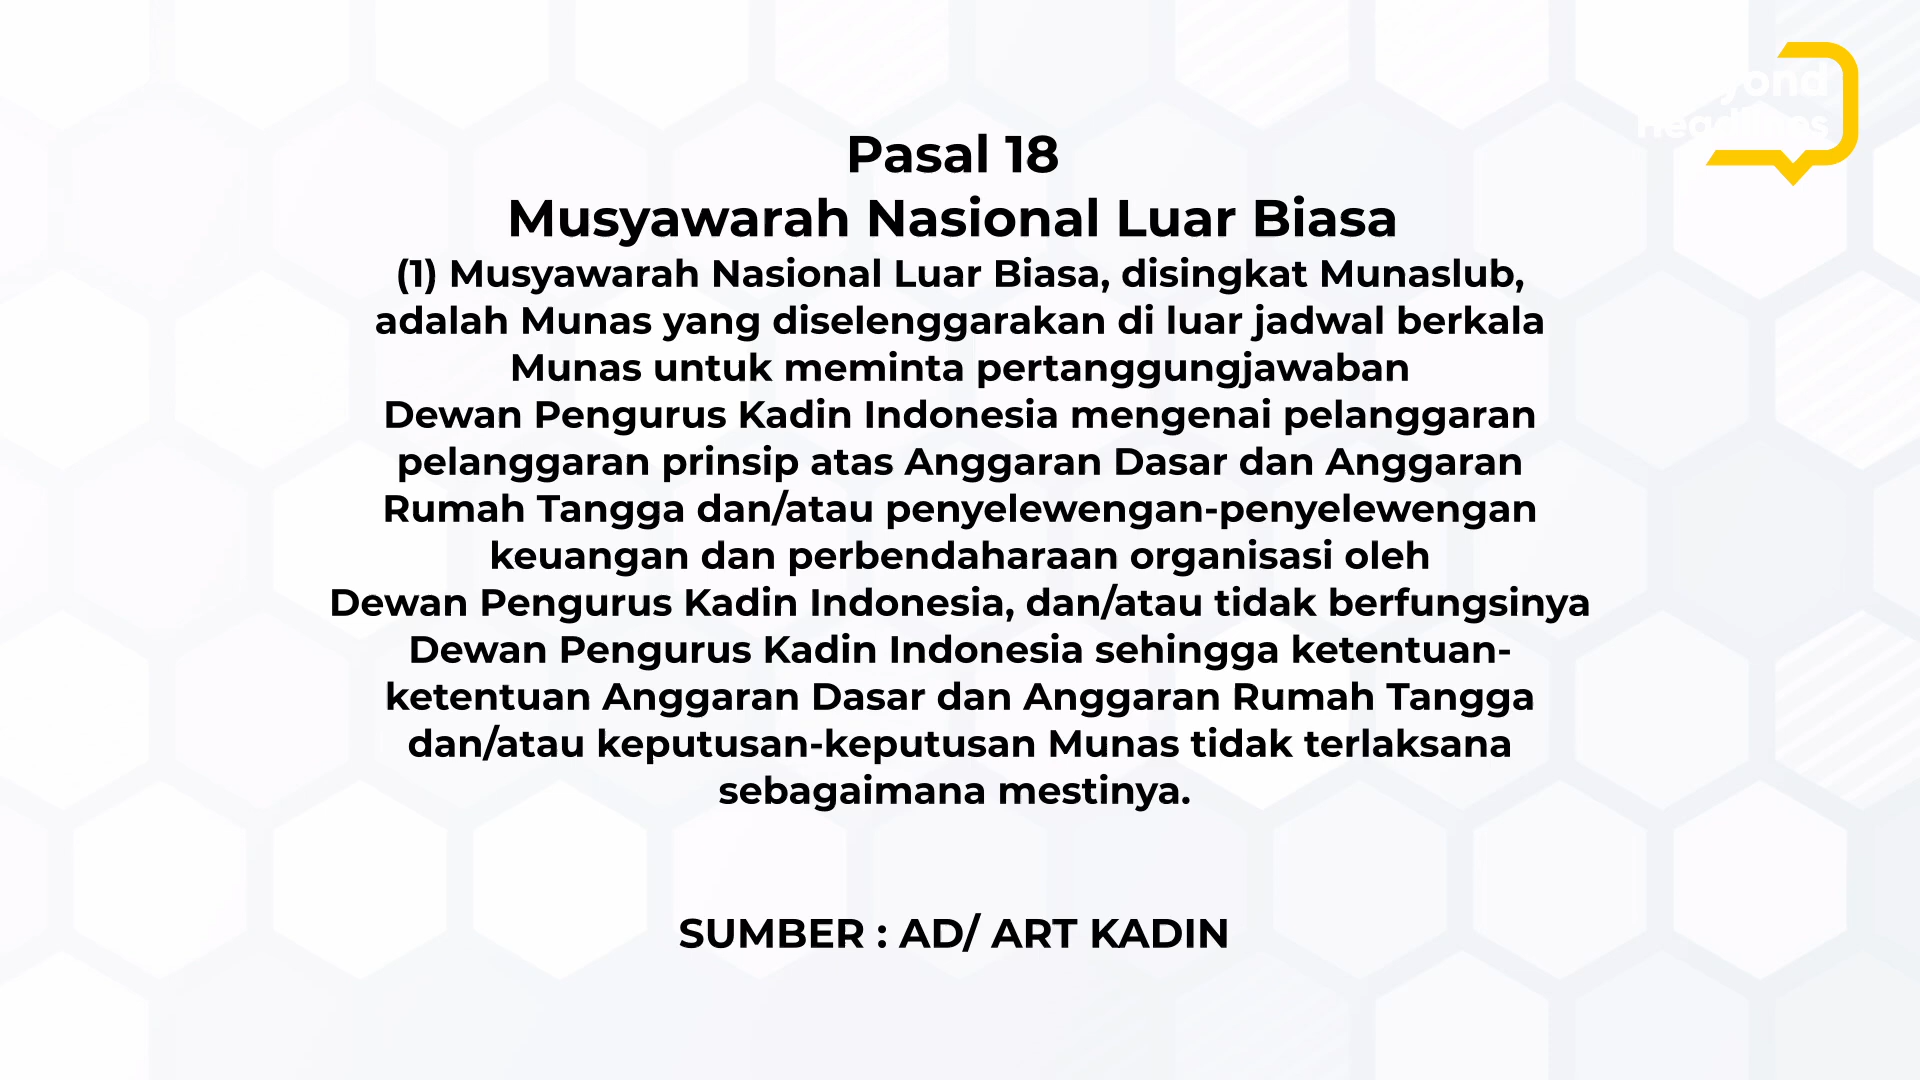 Pasal 18
Musyawarah Nasional Luar Biasa
(1) Musyawarah Nasional Luar Biasa, disingkat Munaslub,
adalah Munas yang diselenggarakan di luar jadwal berkala
Munas untuk meminta pertanggungjawaban
Dewan Pengurus Kadin Indonesia mengenai pelanggaran
pelanggaran prinsip atas Anggaran Dasar dan Anggaran
Rumah Tangga dan/atau penyelewengan-penyelewengan
keuangan dan perbendaharaan organisasi oleh
Dewan Pengurus Kadin Indonesia, dan/atau tidak berfungsinya
Dewan Pengurus Kadin Indonesia sehingga ketentuan-
ketentuan Anggaran Dasar dan Anggaran Rumah Tangga
dan/atau keputusan-keputusan Munas tidak terlaksana
sebagaimana mestinya.
SUMBER : AD/ ART KADIN